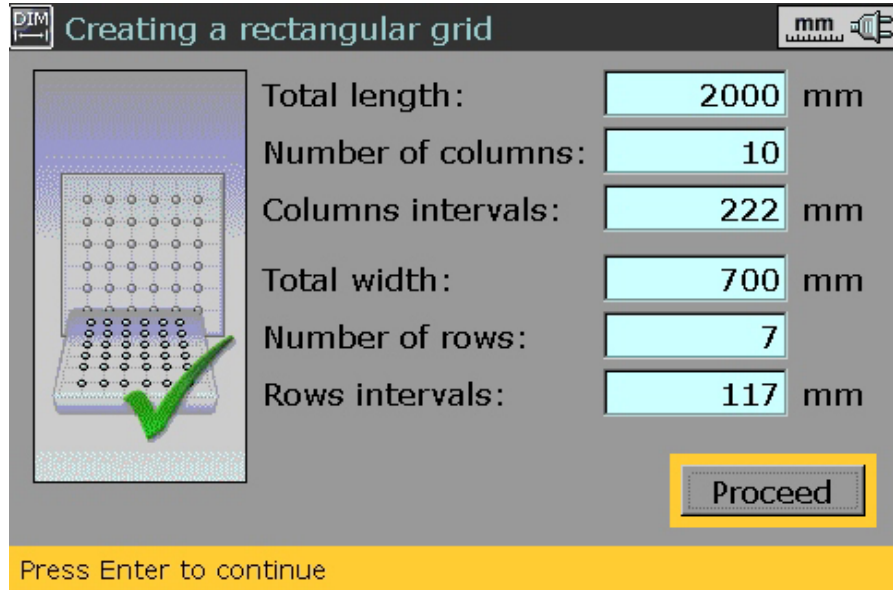 DIM
Creating a rectangular grid
mm
Total length: 2000 mm
Number of columns: 10
Columns intervals: 222 mm
Total width: 700 mm
Number of rows: 7
Rows intervals: 117 mm
Proceed
Press Enter to continue